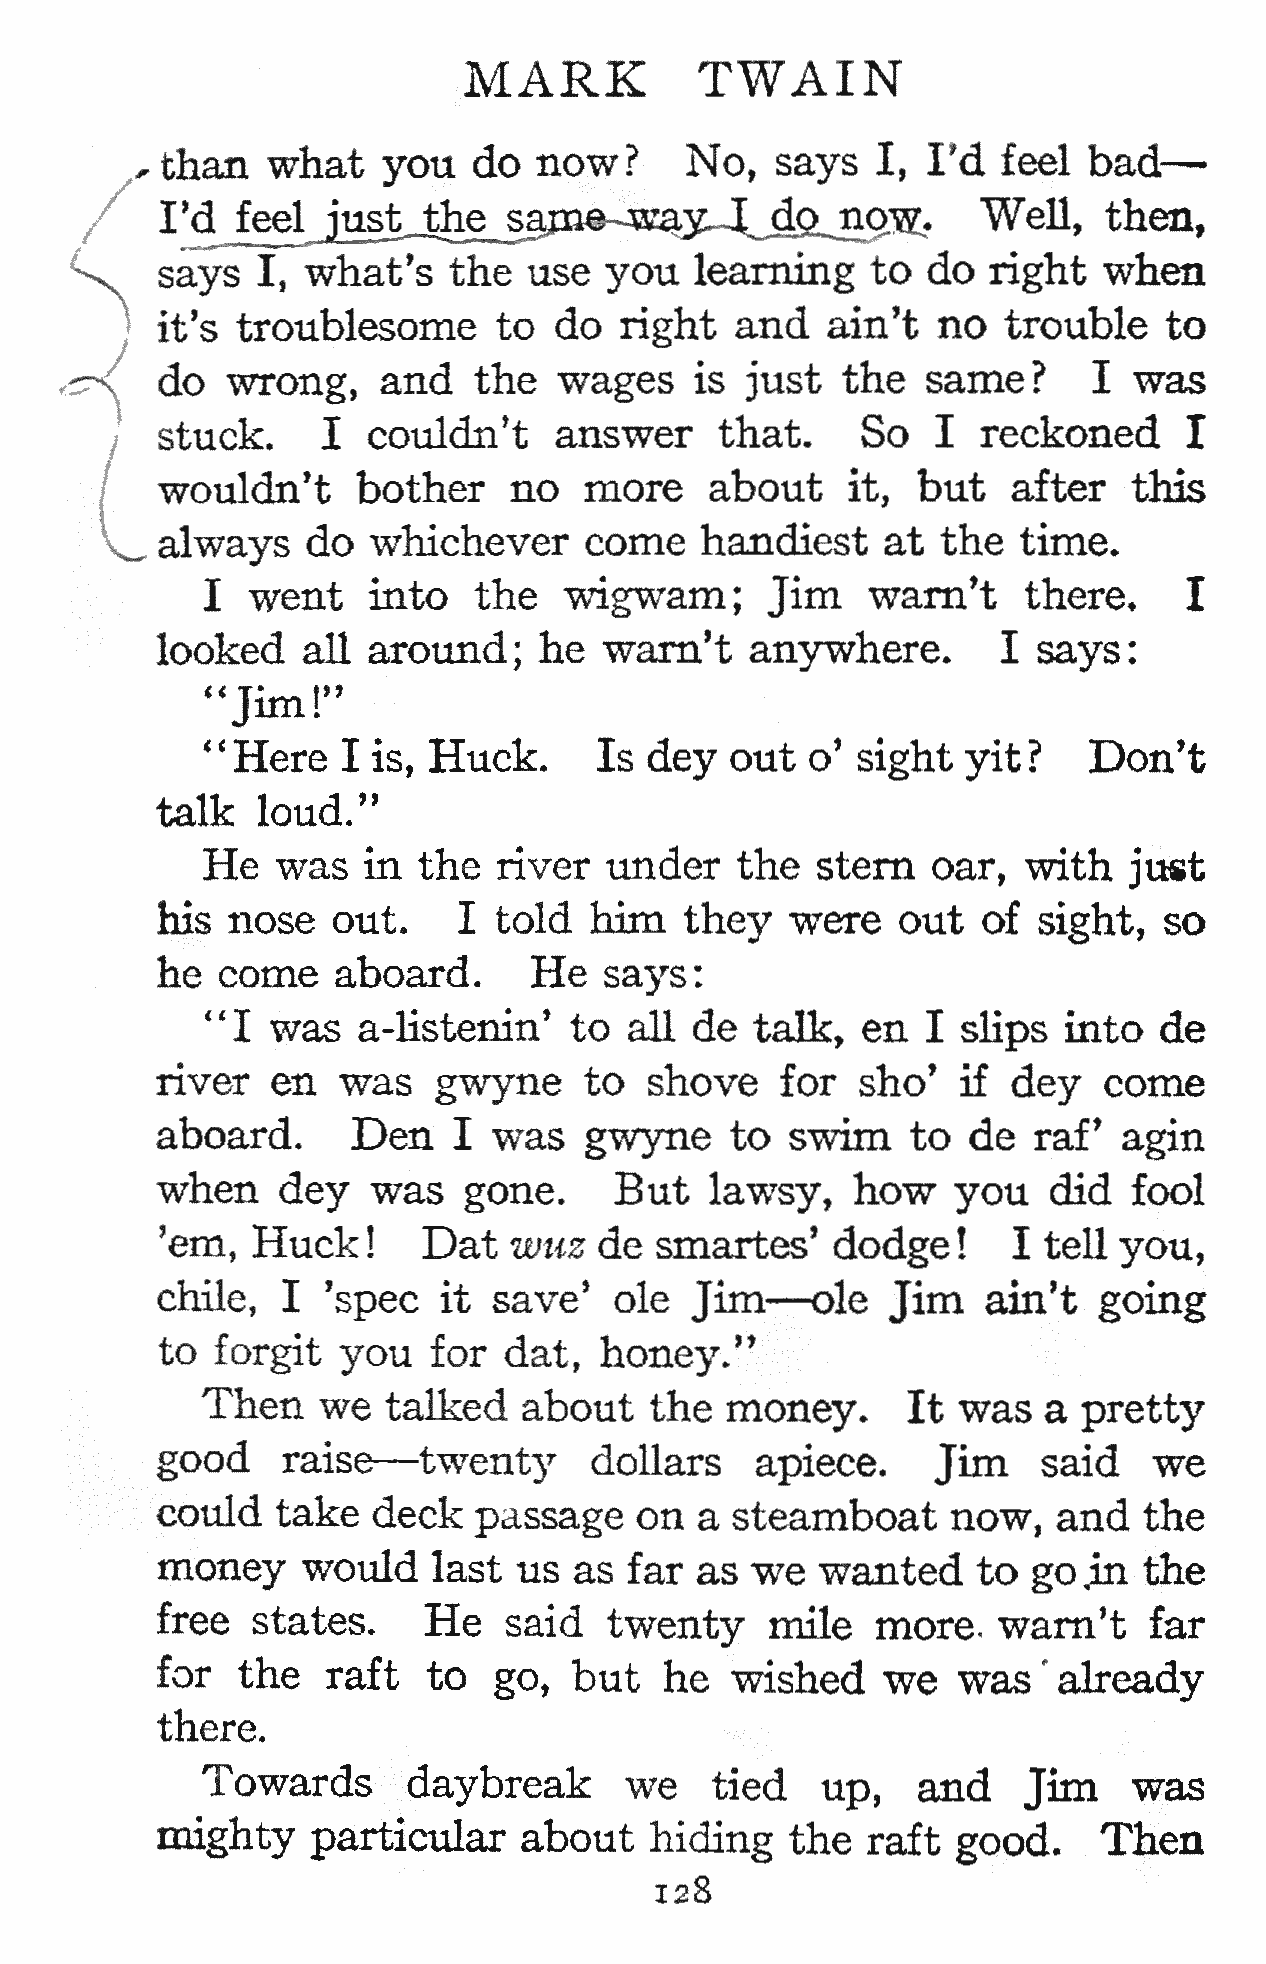 MARK TWAIN
than what you do now? No, says I, I'd feel bad—
I'd feel just the same way I do now. Well, then,
says I, what's the use you learning to do right when
it's troublesome to do right and ain't no trouble to
do wrong, and the wages is just the same? I was
stuck. I couldn't answer that. So I reckoned I
wouldn't bother no more about it, but after this
always do whichever come handiest at the time.
I went into the wigwam; Jim warn't there. I
looked all around; he warn't anywhere. I says:
"Jim!"
"Here I is, Huck. Is dey out o' sight yit? Don't
talk loud."
He was in the river under the stern oar, with just
his nose out. I told him they were out of sight, so
he come aboard. He says:
"I was a-listenin' to all de talk, en I slips into de
river en was gwyne to shove for sho' if dey come
aboard. Den I was gwyne to swim to de raf' agin
when dey was gone. But lawsy, how you did fool
'em, Huck! Dat wuz de smartes' dodge! I tell you,
chile, I 'spec it save' ole Jim—ole Jim ain't going
to forgit you for dat, honey."
Then we talked about the money. It was a pretty
good raise—twenty dollars apiece. Jim said we
could take deck passage on a steamboat now, and the
money would last us as far as we wanted to go in the
free states. He said twenty mile more warn't far
for the raft to go, but he wished we was already
there.
Towards daybreak we tied up, and Jim was
mighty particular about hiding the raft good. Then
128